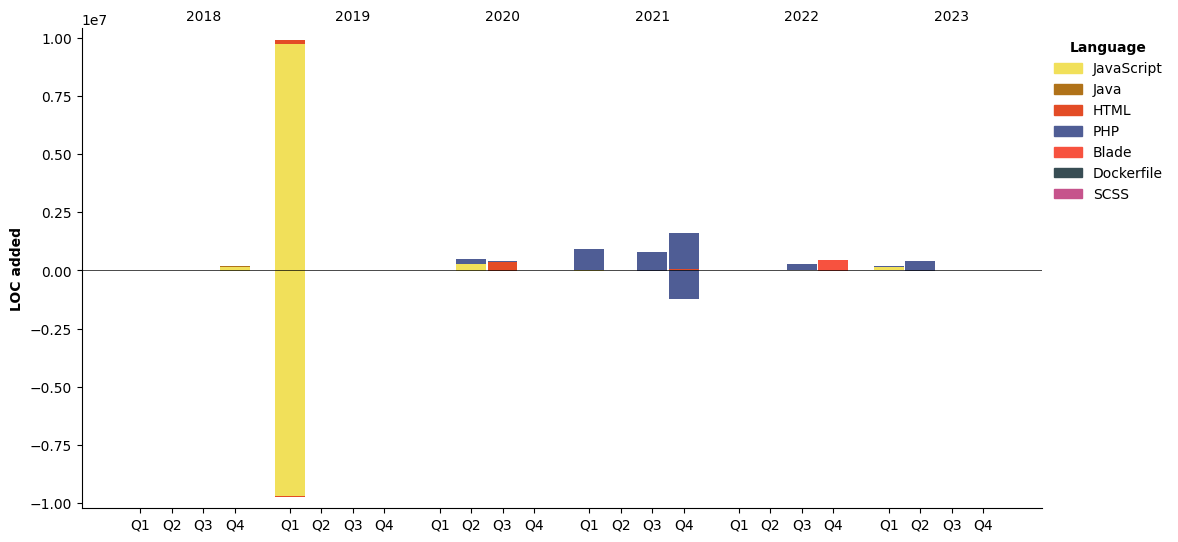 1e7
2018 2019 2020 2021 2022 2023
1.00
0.75
0.50
0.25
0.00
−0.25
−0.50
−0.75
−1.00
LOC added
Q1 Q2 Q3 Q4 Q1 Q2 Q3 Q4 Q1 Q2 Q3 Q4 Q1 Q2 Q3 Q4 Q1 Q2 Q3 Q4 Q1 Q2 Q3 Q4
Language
JavaScript
Java
HTML
PHP
Blade
Dockerfile
SCSS